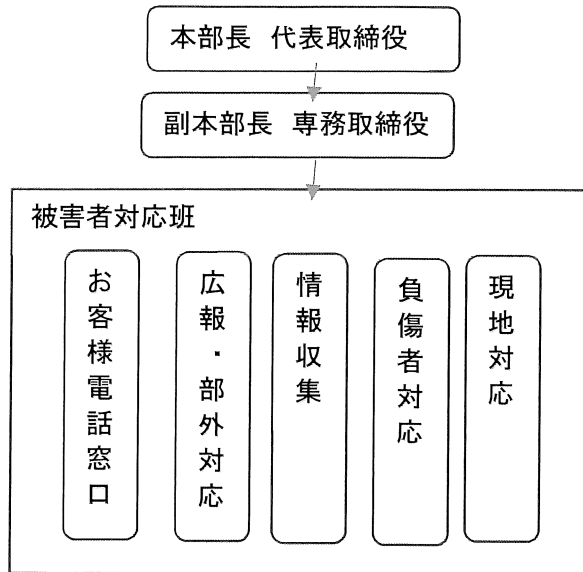 本部長 代表取締役
副本部長 専務取締役
被害者対応班
お客様電話窓口
広報・部外対応
情報収集
負傷者対応
現地対応